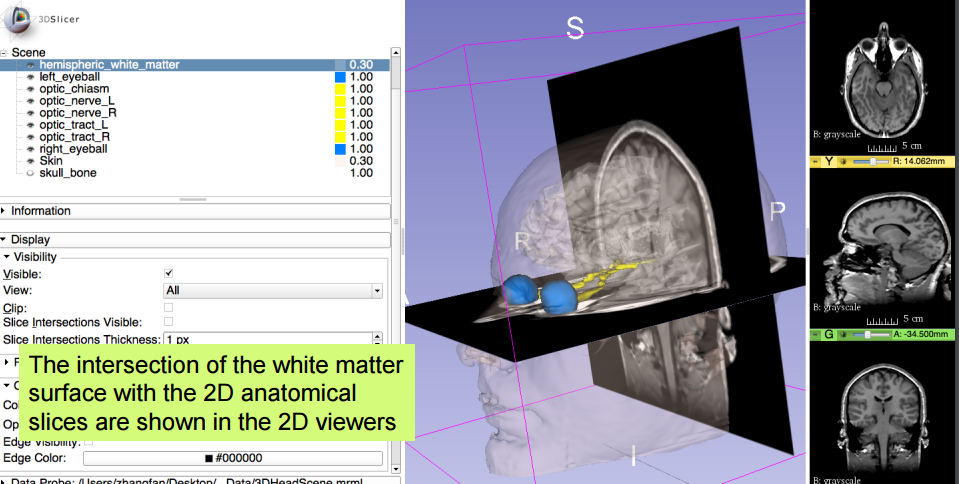 3DSlicer
Scene
hemispheric_white_matter 0.30
left_eyeball 1.00
optic_chiasm 1.00
optic_nerve_L 1.00
optic_nerve_R 1.00
optic_tract_L 1.00
optic_tract_R 1.00
right_eyeball 1.00
Skin 0.30
skull_bone 1.00
Information
Display
Visibility
Visible:
View: All
Clip:
Slice Intersections Visible:
Slice Intersections Thickness: 1 px
The intersection of the white matter
surface with the 2D anatomical
slices are shown in the 2D viewers
Edge Visibility:
Edge Color: #000000
Data Probe: /Users/zhangfan/Desktop/...Data/3DHeadScene.mrml
S
R
P
I
B: grayscale
5 cm
Y R: 14.062mm
B: grayscale
5 cm
G A: -34.500mm
B: grayscale